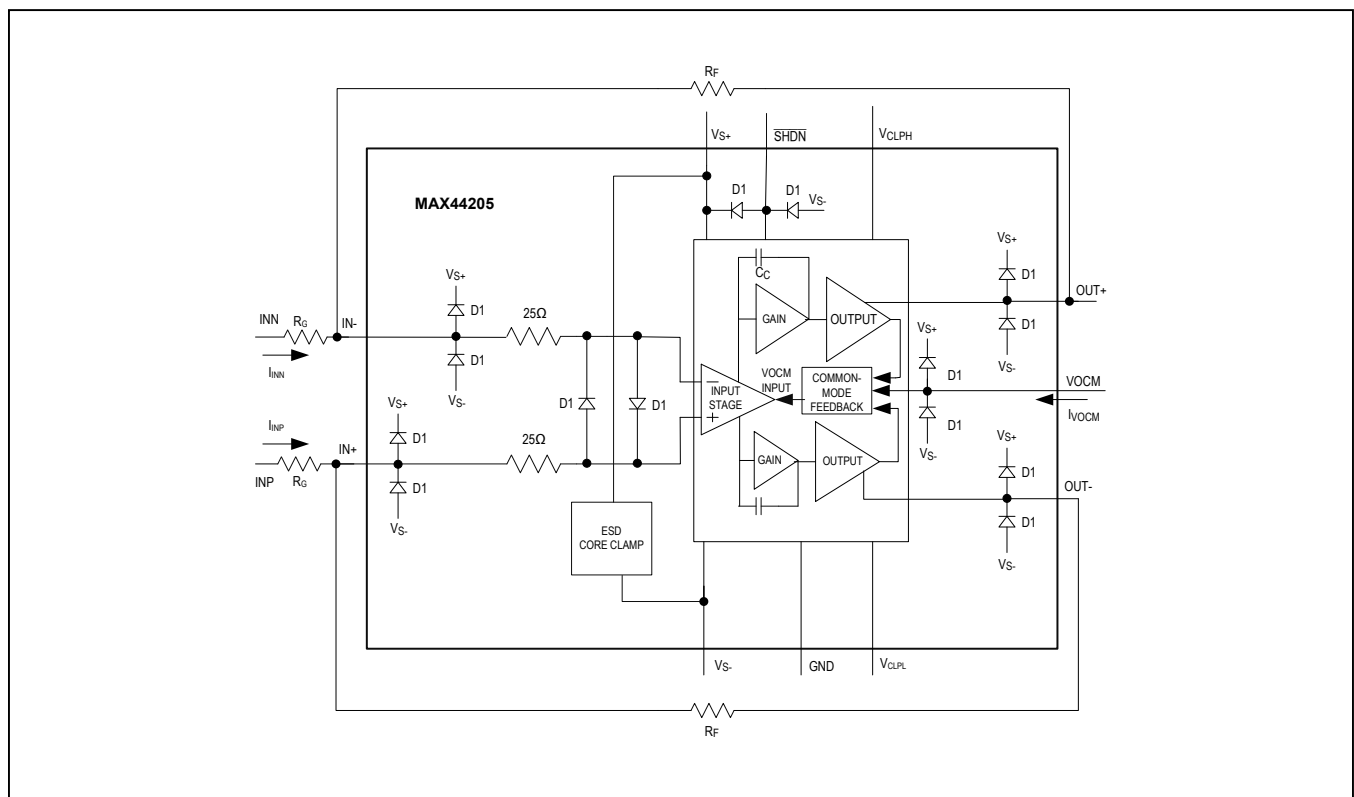 RF
VS+
SHDN
VCLPH
MAX44205
D1
D1
VS-
CC
GAIN
OUTPUT
VS+
D1
D1
VS-
OUT+
INN
RG
IN-
IINN
VS+
D1
D1
VS-
25Ω
D1
D1
INPUT
STAGE
VOCM
INPUT
COMMON-
MODE
FEEDBACK
VS+
D1
D1
VS-
VOCM
IVOCM
IINP
INP
RG
IN+
VS+
D1
D1
VS-
25Ω
GAIN
OUTPUT
VS+
D1
D1
VS-
OUT-
ESD
CORE CLAMP
VS-
GND
VCLPL
RF